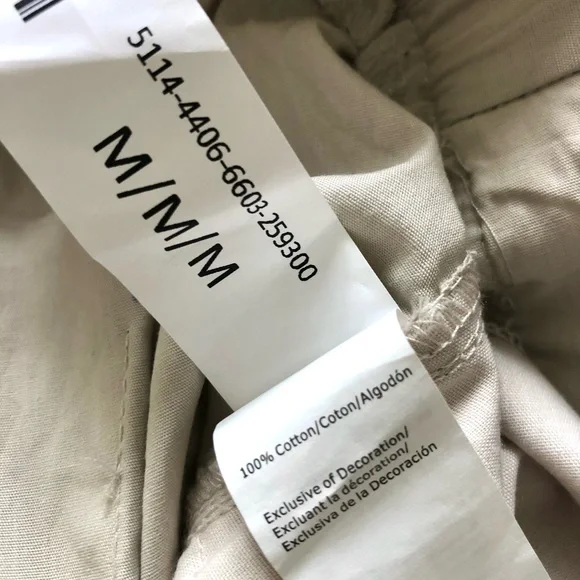 5114-4406-6603-259300
M/M/M
100% Cotton/Coton/Algodón
Exclusive of Decoration/
Excluant la décoration/
Exclusiva de la Decoración